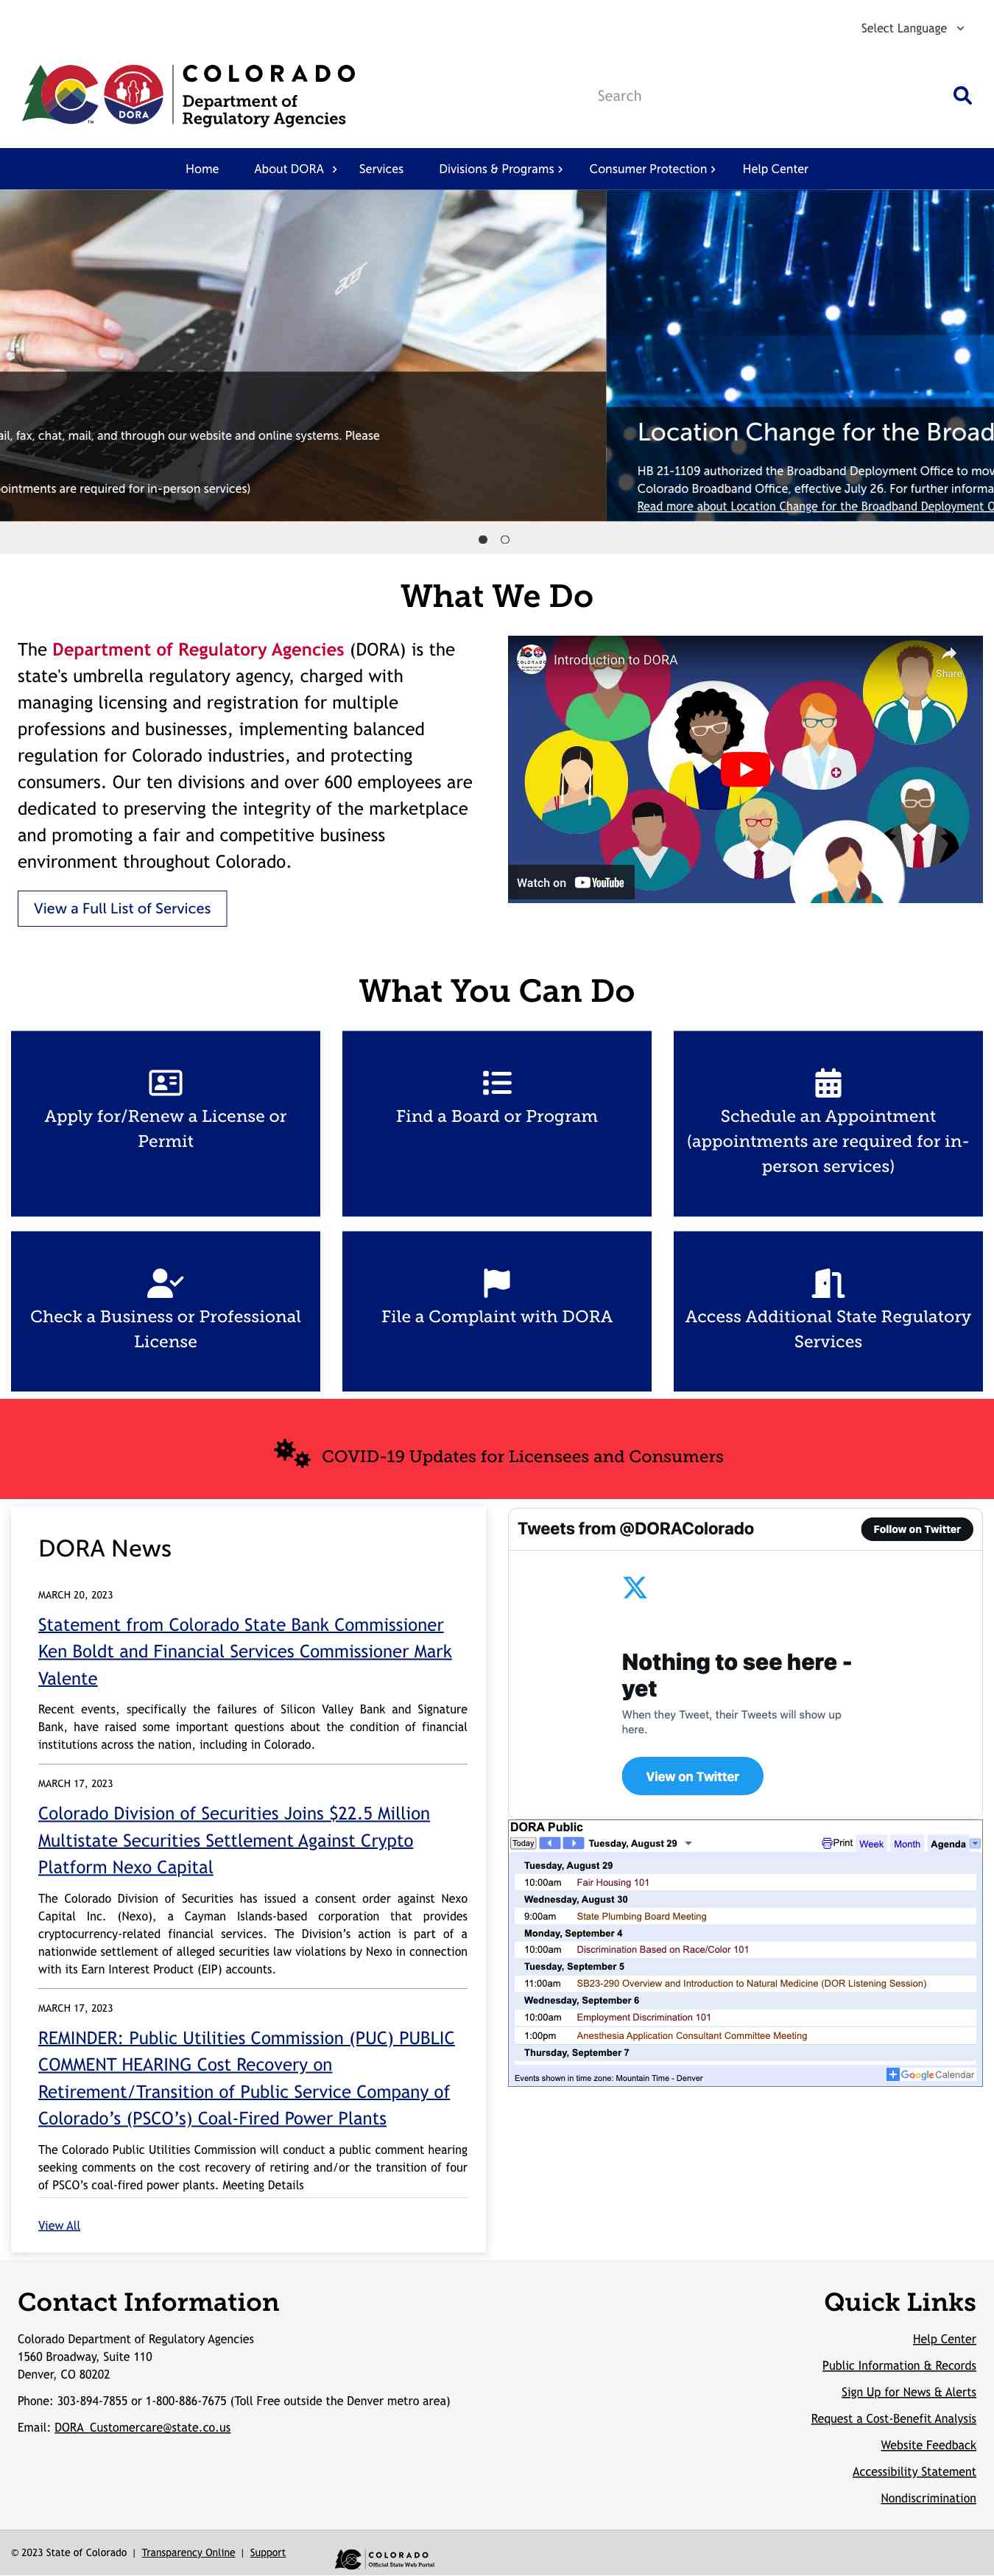 Select Language
COLORADO
Department of
Regulatory Agencies
DORA
Search
Home About DORA Services Divisions & Programs Consumer Protection Help Center
ail, fax, chat, mail, and through our website and online systems. Please
ointments are required for in-person services)
Location Change for the Broad
HB 21-1109 authorized the Broadband Deployment Office to mov
Colorado Broadband Office, effective July 26. For further informa
Read more about Location Change for the Broadband Deployment O
What We Do
The Department of Regulatory Agencies (DORA) is the
state's umbrella regulatory agency, charged with
managing licensing and registration for multiple
professions and businesses, implementing balanced
regulation for Colorado industries, and protecting
consumers. Our ten divisions and over 600 employees are
dedicated to preserving the integrity of the marketplace
and promoting a fair and competitive business
environment throughout Colorado.
View a Full List of Services
Introduction to DORA
Share
Watch on YouTube
What You Can Do
Apply for/Renew a License or
Permit
Find a Board or Program
Schedule an Appointment
(appointments are required for in-
person services)
Check a Business or Professional
License
File a Complaint with DORA
Access Additional State Regulatory
Services
COVID-19 Updates for Licensees and Consumers
DORA News
MARCH 20, 2023
Statement from Colorado State Bank Commissioner
Ken Boldt and Financial Services Commissioner Mark
Valente
Recent events, specifically the failures of Silicon Valley Bank and Signature
Bank, have raised some important questions about the condition of financial
institutions across the nation, including in Colorado.
MARCH 17, 2023
Colorado Division of Securities Joins $22.5 Million
Multistate Securities Settlement Against Crypto
Platform Nexo Capital
The Colorado Division of Securities has issued a consent order against Nexo
Capital Inc. (Nexo), a Cayman Islands-based corporation that provides
cryptocurrency-related financial services. The Division’s action is part of a
nationwide settlement of alleged securities law violations by Nexo in connection
with its Earn Interest Product (EIP) accounts.
MARCH 17, 2023
REMINDER: Public Utilities Commission (PUC) PUBLIC
COMMENT HEARING Cost Recovery on
Retirement/Transition of Public Service Company of
Colorado’s (PSCO’s) Coal-Fired Power Plants
The Colorado Public Utilities Commission will conduct a public comment hearing
seeking comments on the cost recovery of retiring and/or the transition of four
of PSCO’s coal-fired power plants. Meeting Details
View All
Tweets from @DORAColorado
Follow on Twitter
Nothing to see here -
yet
When they Tweet, their Tweets will show up
here.
View on Twitter
DORA Public
Today Tuesday, August 29 Print Week Month Agenda
Tuesday, August 29
10:00am Fair Housing 101
Wednesday, August 30
9:00am State Plumbing Board Meeting
Monday, September 4
10:00am Discrimination Based on Race/Color 101
Tuesday, September 5
11:00am SB23-290 Overview and Introduction to Natural Medicine (DOR Listening Session)
Wednesday, September 6
10:00am Employment Discrimination 101
1:00pm Anesthesia Application Consultant Committee Meeting
Thursday, September 7
Events shown in time zone: Mountain Time - Denver
Google Calendar
Contact Information
Colorado Department of Regulatory Agencies
1560 Broadway, Suite 110
Denver, CO 80202
Phone: 303-894-7855 or 1-800-886-7675 (Toll Free outside the Denver metro area)
Email: DORA_Customercare@state.co.us
Quick Links
Help Center
Public Information & Records
Sign Up for News & Alerts
Request a Cost-Benefit Analysis
Website Feedback
Accessibility Statement
Nondiscrimination
© 2023 State of Colorado | Transparency Online | Support
COLORADO
Official State Web Portal